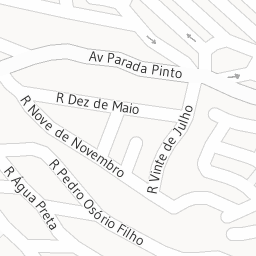 Av Parada Pinto
R Dez de Maio
R Nove de Novembro
R Vinte de Julho
R Pedro Osório Filho
R Água Preta